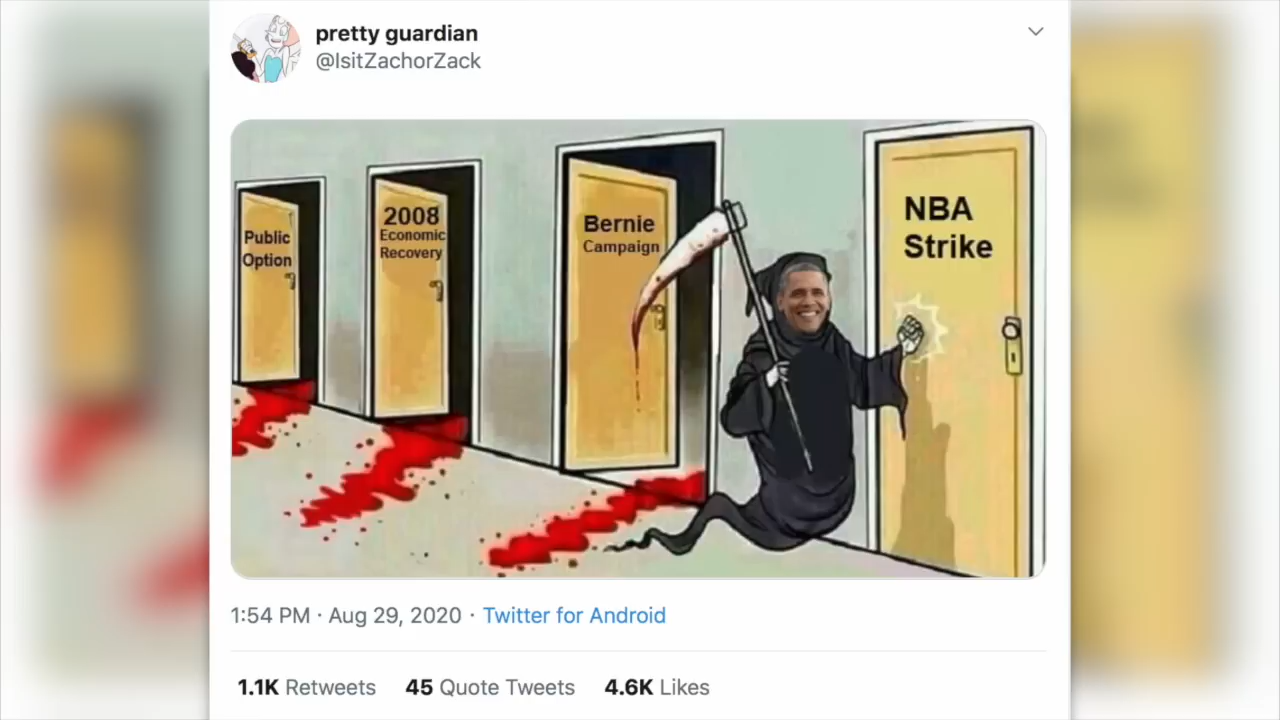 pretty guardian
@IsitZachorZack
Public
Option
2008
Economic
Recovery
Bernie
Campaign
NBA
Strike
1:54 PM · Aug 29, 2020 · Twitter for Android
1.1K Retweets 45 Quote Tweets 4.6K Likes